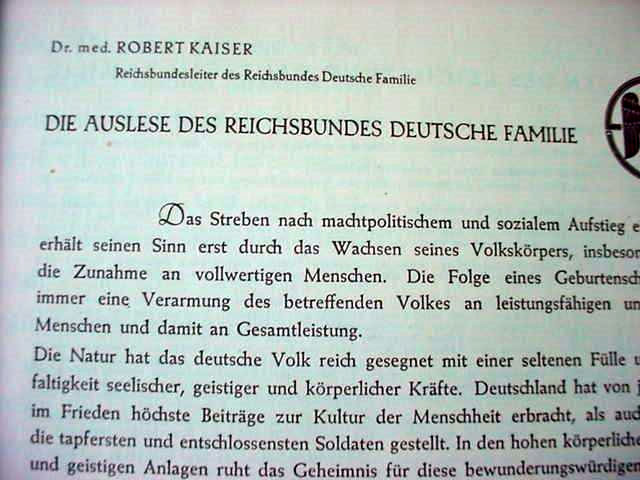 Dr. med. ROBERT KAISER
Reichsbundesleiter des Reichsbundes Deutsche Familie
DIE AUSLESE DES REICHSBUNDES DEUTSCHE FAMILIE
Das Streben nach machtpolitischem und sozialem Aufstieg e
erhält seinen Sinn erst durch das Wachsen seines Volkskörpers, insbeson
die Zunahme an vollwertigen Menschen. Die Folge eines Geburtensch
immer eine Verarmung des betreffenden Volkes an leistungsfähigen un
Menschen und damit an Gesamtleistung.
Die Natur hat das deutsche Volk reich gesegnet mit einer seltenen Fülle u
faltigkeit seelischer, geistiger und körperlicher Kräfte. Deutschland hat von j
im Frieden höchste Beiträge zur Kultur der Menschheit erbracht, als auc
die tapfersten und entschlossensten Soldaten gestellt. In den hohen körperliche
und geistigen Anlagen ruht das Geheimnis für diese bewunderungswürdigen